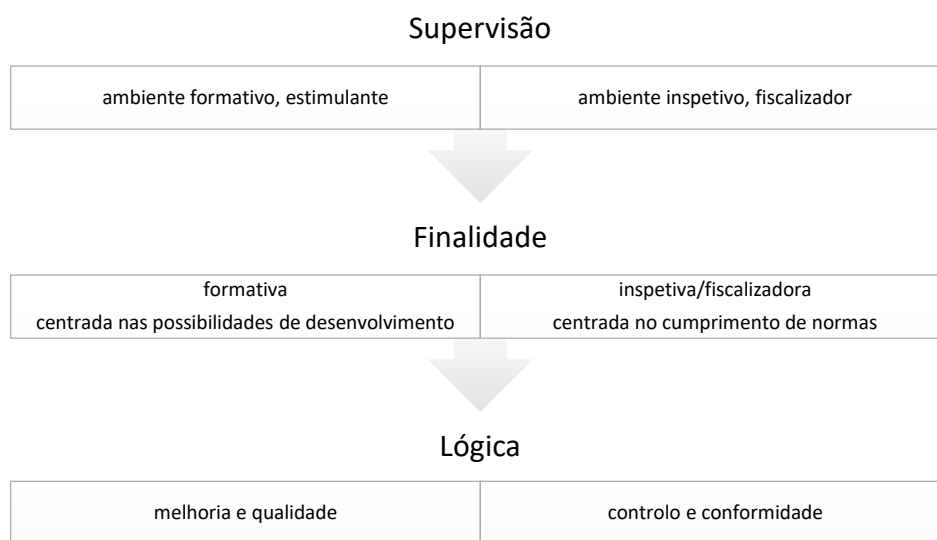 Supervisão
ambiente formativo, estimulante
ambiente inspetivo, fiscalizador
Finalidade
formativa
centrada nas possibilidades de desenvolvimento
inspetiva/fiscalizadora
centrada no cumprimento de normas
Lógica
melhoria e qualidade
controlo e conformidade